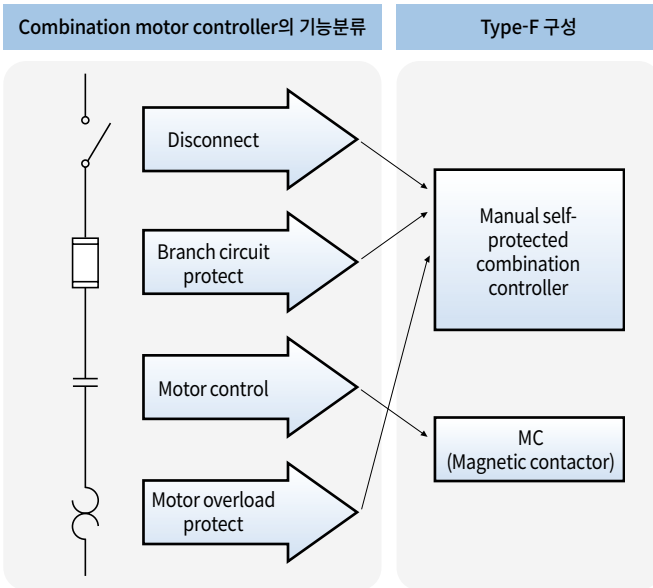 Combination motor controller의 기능분류
Type-F 구성
Disconnect
Branch circuit
protect
Motor control
Motor overload
protect
Manual self-
protected
combination
controller
MC
(Magnetic contactor)